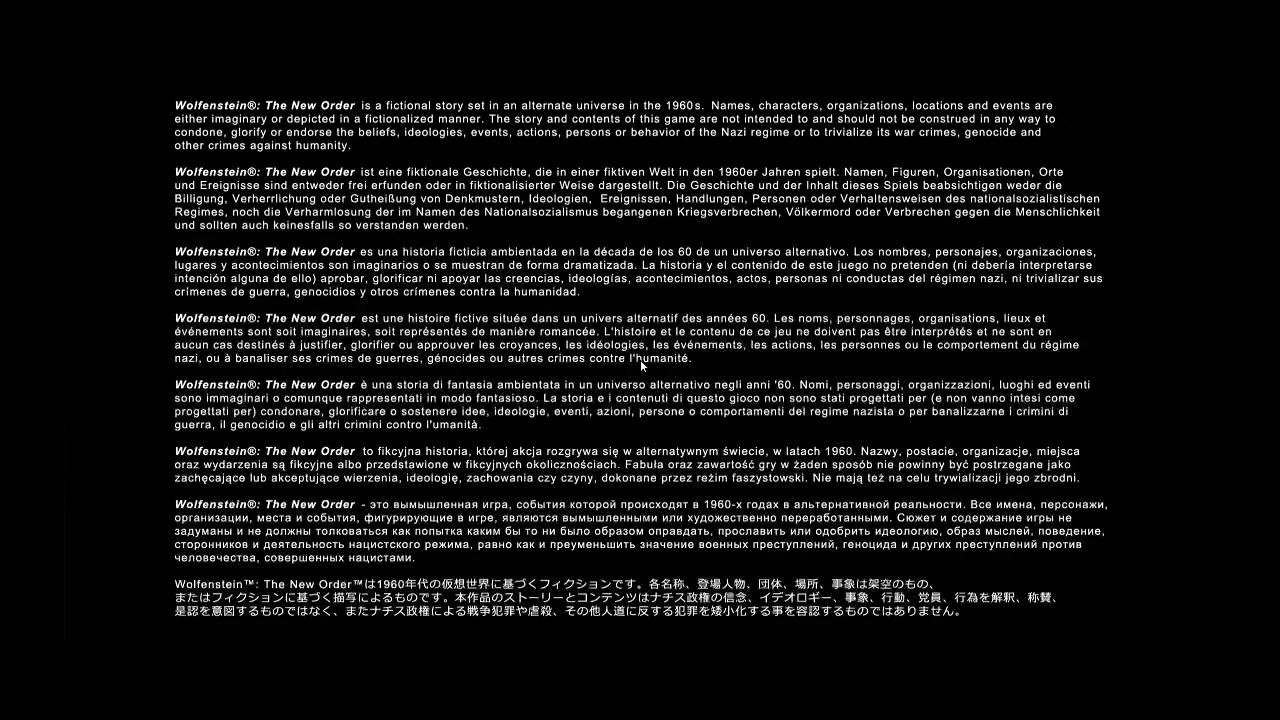 Wolfenstein®: The New Order is a fictional story set in an alternate universe in the 1960s. Names, characters, organizations, locations and events are
either imaginary or depicted in a fictionalized manner. The story and contents of this game are not intended to and should not be construed in any way to
condone, glorify or endorse the beliefs, ideologies, events, actions, persons or behavior of the Nazi regime or to trivialize its war crimes, genocide and
other crimes against humanity.
Wolfenstein®: The New Order ist eine fiktionale Geschichte, die in einer fiktiven Welt in den 1960er Jahren spielt. Namen, Figuren, Organisationen, Orte
und Ereignisse sind entweder frei erfunden oder in fiktionalisierter Weise dargestellt. Die Geschichte und der Inhalt dieses Spiels beabsichtigen weder die
Billigung, Verherrlichung oder Gutheißung von Denkmustern, Ideologien, Ereignissen, Handlungen, Personen oder Verhaltensweisen des nationalsozialistischen
Regimes, noch die Verharmlosung der im Namen des Nationalsozialismus begangenen Kriegsverbrechen, Völkermord oder Verbrechen gegen die Menschlichkeit
und sollten auch keinesfalls so verstanden werden.
Wolfenstein®: The New Order es una historia ficticia ambientada en la década de los 60 de un universo alternativo. Los nombres, personajes, organizaciones,
lugares y acontecimientos son imaginarios o se muestran de forma dramatizada. La historia y el contenido de este juego no pretenden (ni debería interpretarse
intención alguna de ello) aprobar, glorificar ni apoyar las creencias, ideologías, acontecimientos, actos, personas ni conductas del régimen nazi, ni trivializar sus
crímenes de guerra, genocidios y otros crímenes contra la humanidad.
Wolfenstein®: The New Order est une histoire fictive située dans un univers alternatif des années 60. Les noms, personnages, organisations, lieux et
événements sont soit imaginaires, soit représentés de manière romancée. L'histoire et le contenu de ce jeu ne doivent pas être interprétés et ne sont en
aucun cas destinés à justifier, glorifier ou approuver les croyances, les idéologies, les événements, les actions, les personnes ou le comportement du régime
nazi, ou à banaliser ses crimes de guerres, génocides ou autres crimes contre l'humanité.
Wolfenstein®: The New Order è una storia di fantasia ambientata in un universo alternativo negli anni '60. Nomi, personaggi, organizzazioni, luoghi ed eventi
sono immaginari o comunque rappresentati in modo fantasioso. La storia e i contenuti di questo gioco non sono stati progettati per (e non vanno intesi come
progettati per) condonare, glorificare o sostenere idee, ideologie, eventi, azioni, persone o comportamenti del regime nazista o per banalizzarne i crimini di
guerra, il genocidio e gli altri crimini contro l'umanità.
Wolfenstein®: The New Order to fikcyjna historia, której akcja rozgrywa się w alternatywnym świecie, w latach 1960. Nazwy, postacie, organizacje, miejsca
oraz wydarzenia są fikcyjne albo przedstawione w fikcyjnych okolicznościach. Fabuła oraz zawartość gry w żaden sposób nie powinny być postrzegane jako
zachęcające lub akceptujące wierzenia, ideologię, zachowania czy czyny, dokonane przez reżim faszystowski. Nie mają też na celu trywializacji jego zbrodni.
Wolfenstein®: The New Order - это вымышленная игра, события которой происходят в 1960-х годах в альтернативной реальности. Все имена, персонажи,
организации, места и события, фигурирующие в игре, являются вымышленными или художественно переработанными. Сюжет и содержание игры не
задуманы и не должны толковаться как попытка каким бы то ни было образом оправдать, прославить или одобрить идеологию, образ мыслей, поведение,
сторонников и деятельность нацистского режима, равно как и преуменьшить значение военных преступлений, геноцида и других преступлений против
человечества, совершенных нацистами.
Wolfenstein™: The New Order™は1960年代の仮想世界に基づくフィクションです。各名称、登場人物、団体、場所、事象は架空のもの、
またはフィクションに基づく描写によるものです。本作品のストーリーとコンテンツはナチス政権の信念、イデオロギー、事象、行動、党員、行為を解釈、称賛、
是認を意図するものではなく、またナチス政権による戦争犯罪や虐殺、その他人道に反する犯罪を矮小化する事を容認するものではありません。